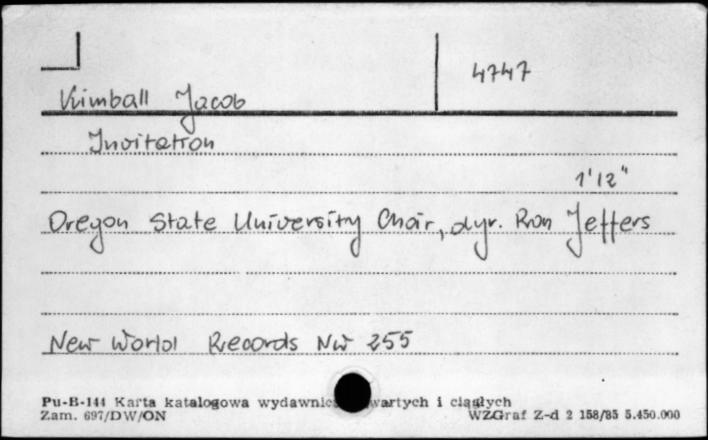 4747
Kimball Jacob
Invitation
1'12"
Oregon State University Choir, dyr. Ron Jeffers
New World Records NW 255
Pu-B-144 Karta katalogowa wydawnic wartych i ciągłych
Zam. 697/DW/ON WZGraf Z-d 2 158/85 5.450.000